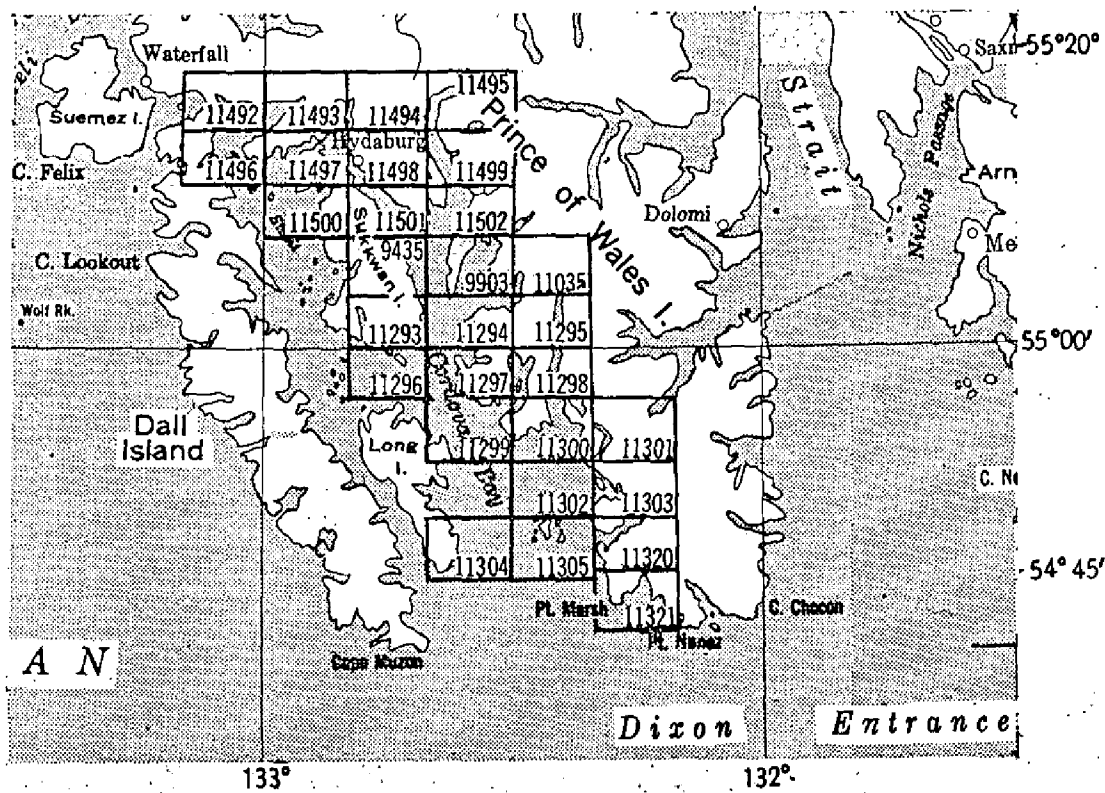 Waterfall
Saxn
55°20°
11495
11492
11493
11494
Suemez I.
Strait
Nichols Passage
Hydaburg
C. Felix
11496
11497
11498
11499
Arn
Prince of Wales I.
Dolomi
11500
11501
11502
Sukkwan I.
Me
C. Lookout
9435
9903
11035
Wolf Rk.
11293
11294
11295
55°00'
11296
11297
11298
Cordova Bay
Dall
Island
Long
I.
11299
11300
11301
C. No
11302
11303
11304
11305
11320
54°45'
Pt. Marsh
11321
C. Chacon
Pt. Nunez
Cape Muzon
A N
Dixon Entrance
133°
132°